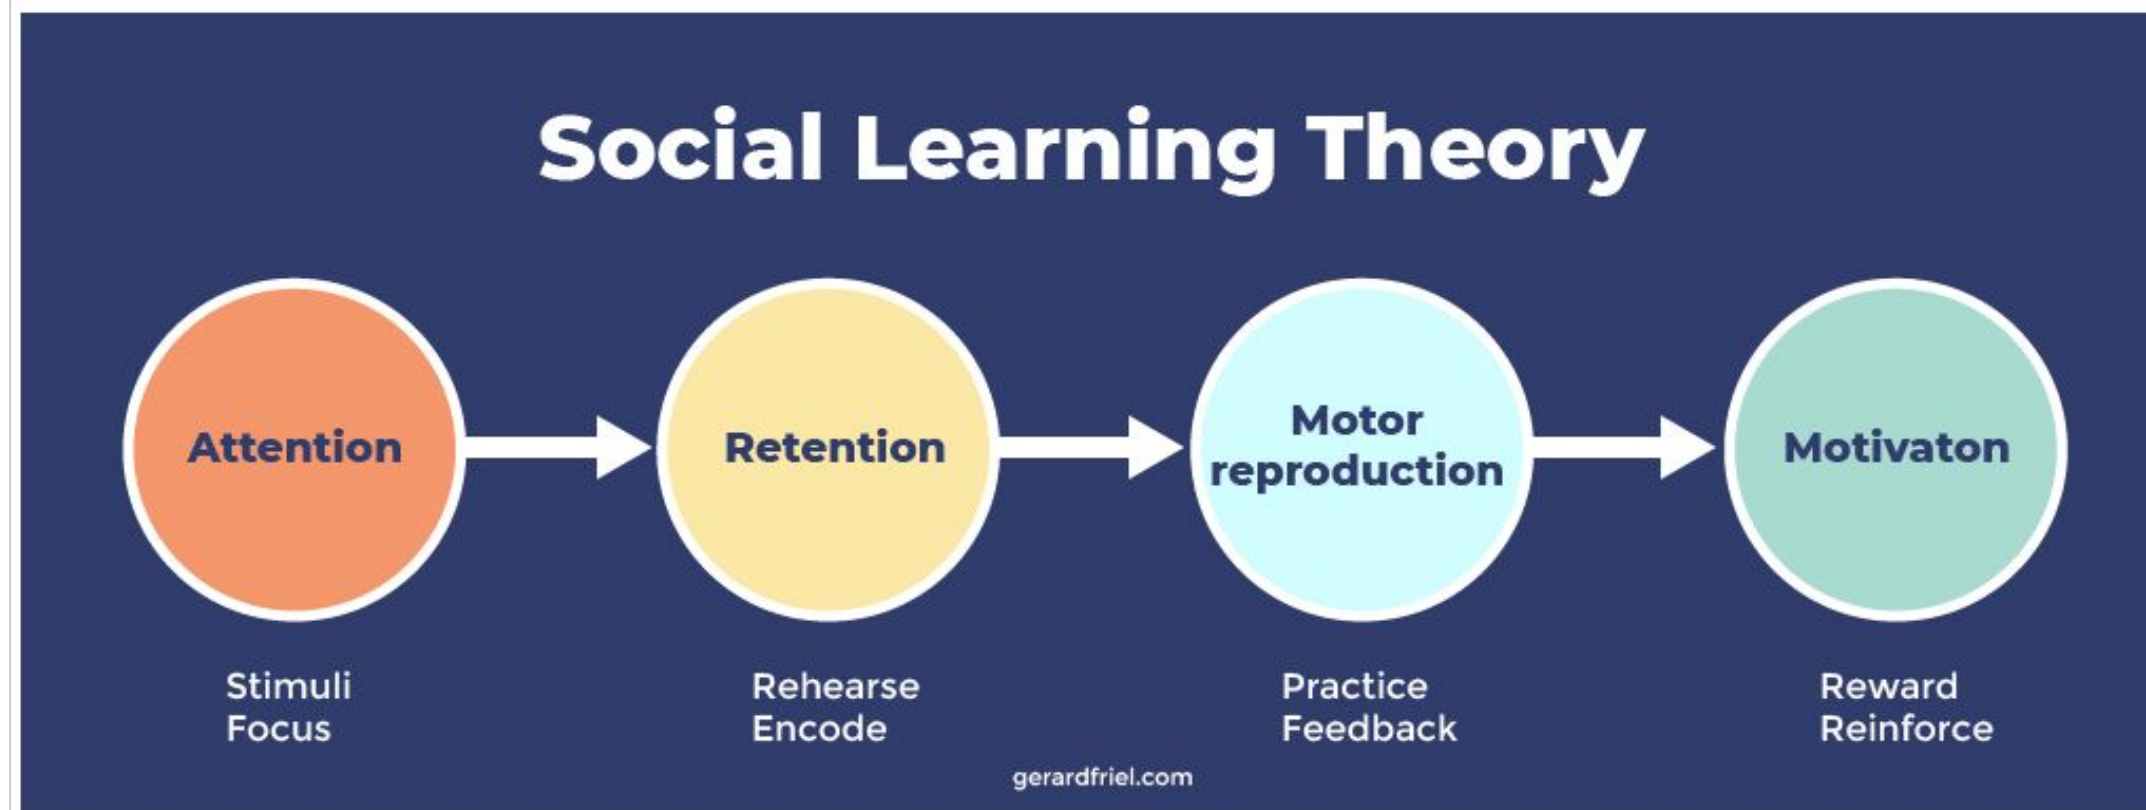 Social Learning Theory
Attention
Retention
Motor
reproduction
Motivaton
Stimuli
Focus
Rehearse
Encode
Practice
Feedback
Reward
Reinforce
gerardfriel.com